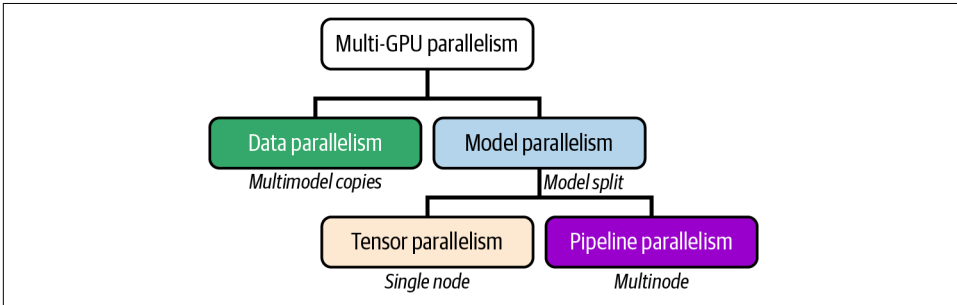 Multi-GPU parallelism
Data parallelism
Model parallelism
Multimodel copies
Model split
Tensor parallelism
Pipeline parallelism
Single node
Multinode